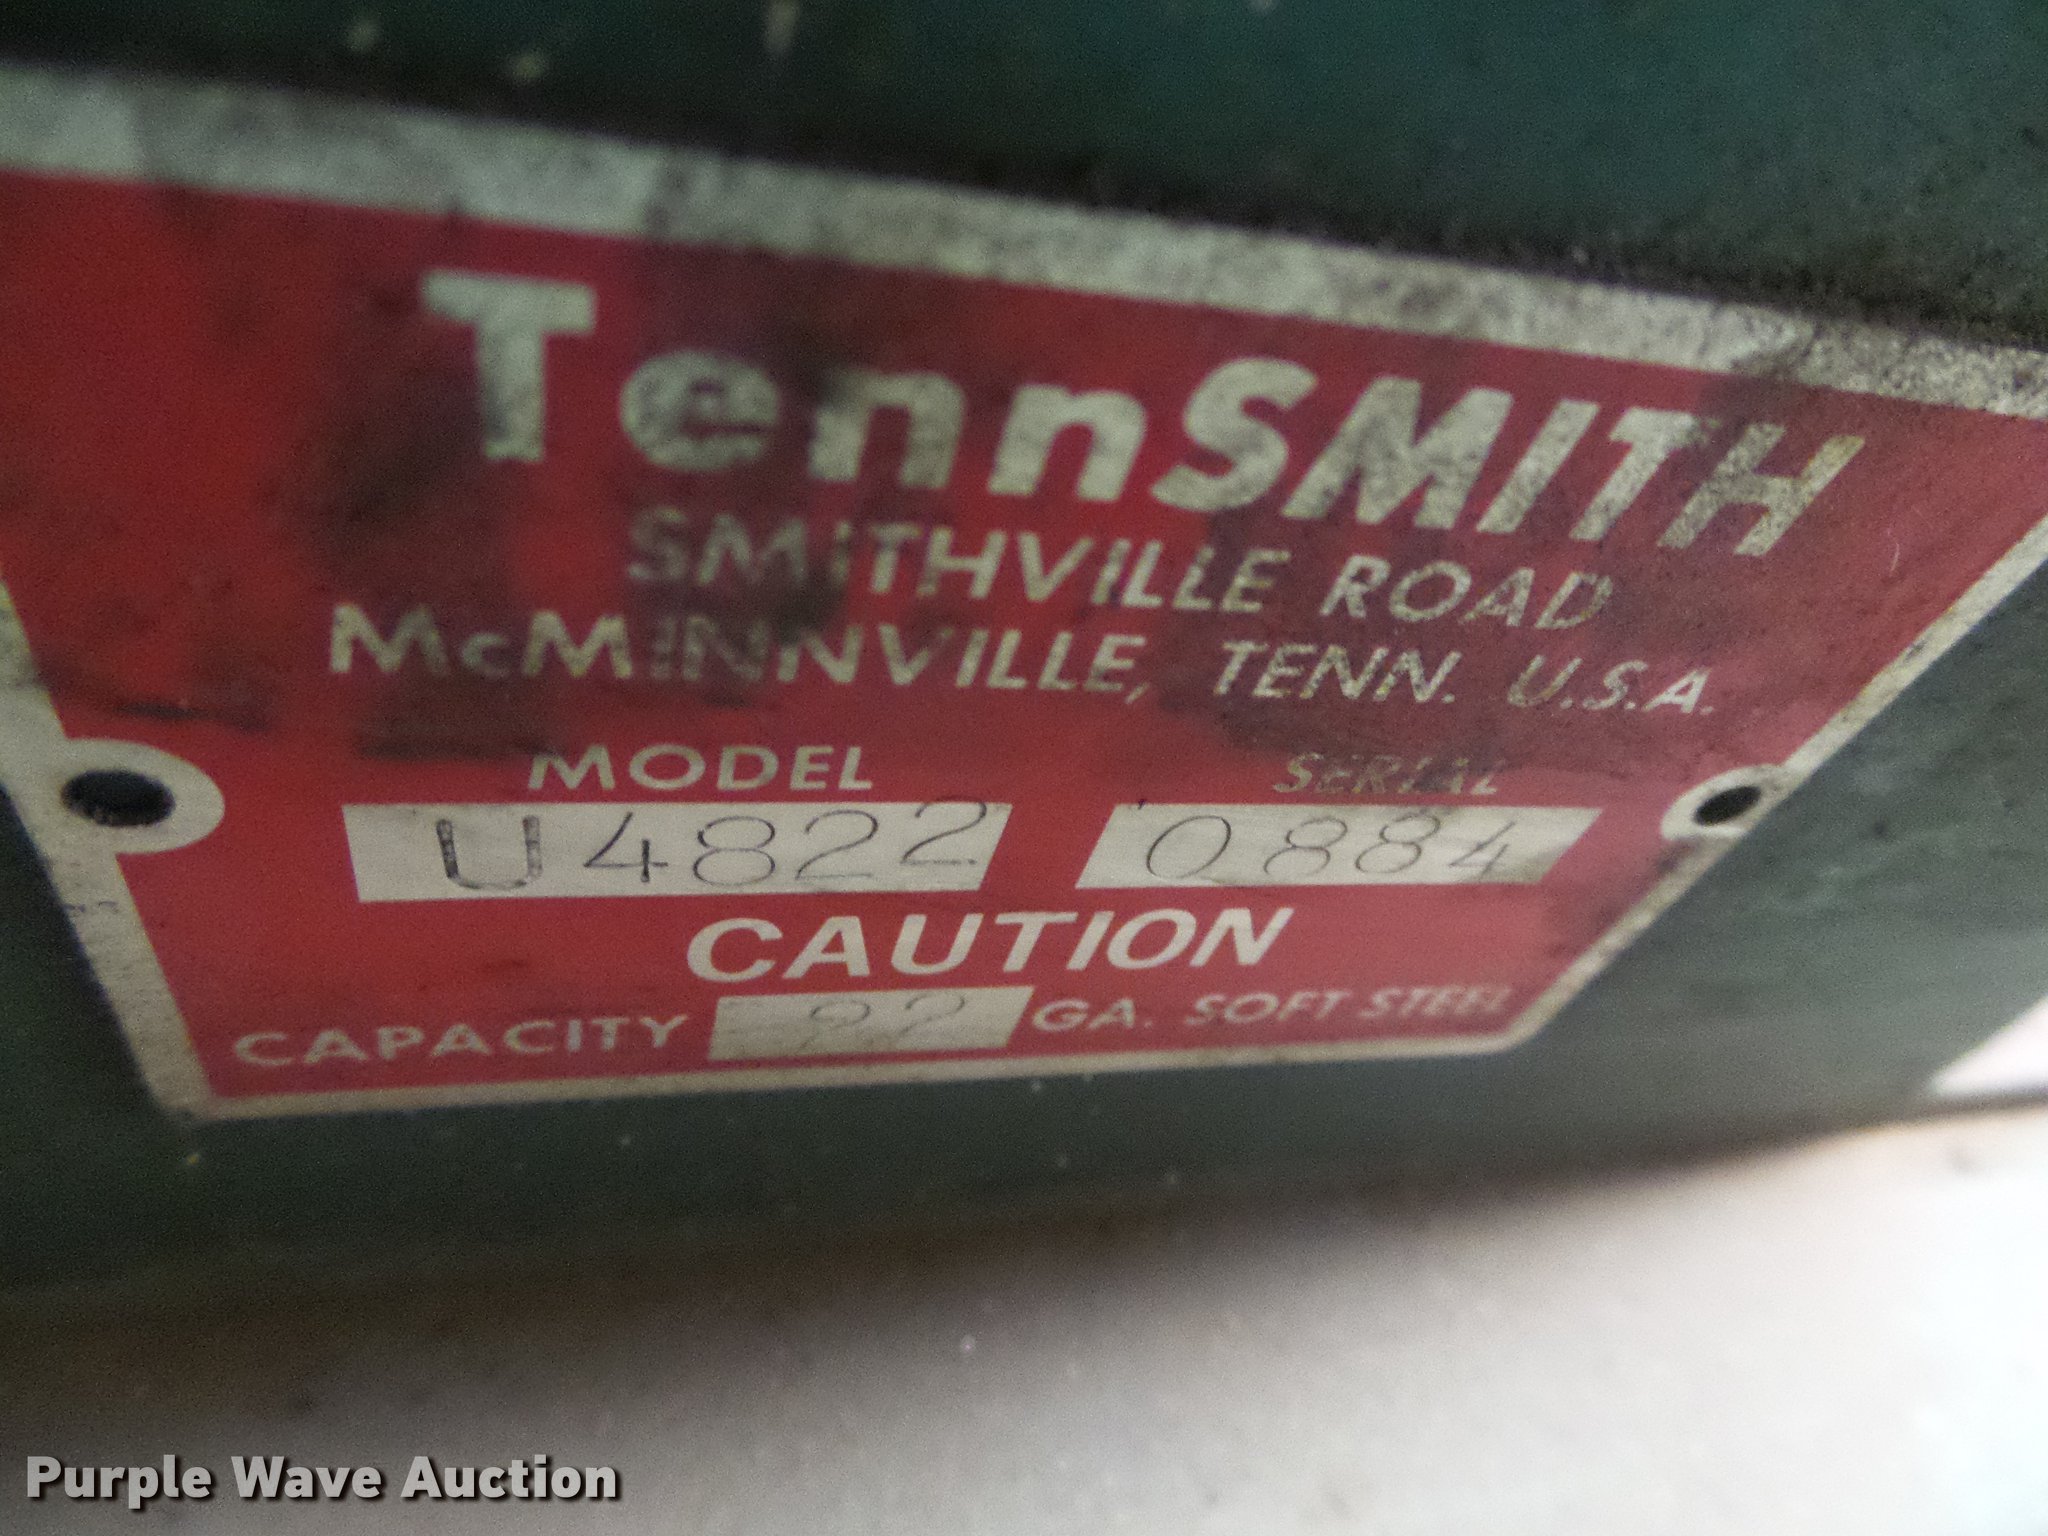 TennSMITH
SMITHVILLE ROAD
McMINNVILLE, TENN. U.S.A.
MODEL SERIAL
U4822 0884
CAUTION
CAPACITY 22 GA. SOFT STEEL
Purple Wave Auction